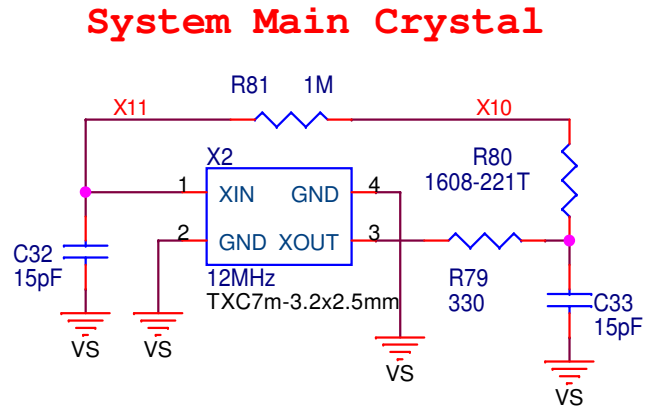 System Main Crystal
R81 1M
X11 X10
X2
R80
1608-221T
1 XIN GND 4
2 GND XOUT 3
C32
15pF
12MHz
TXC7m-3.2x2.5mm
R79
330
C33
15pF
VS
VS
VS
VS